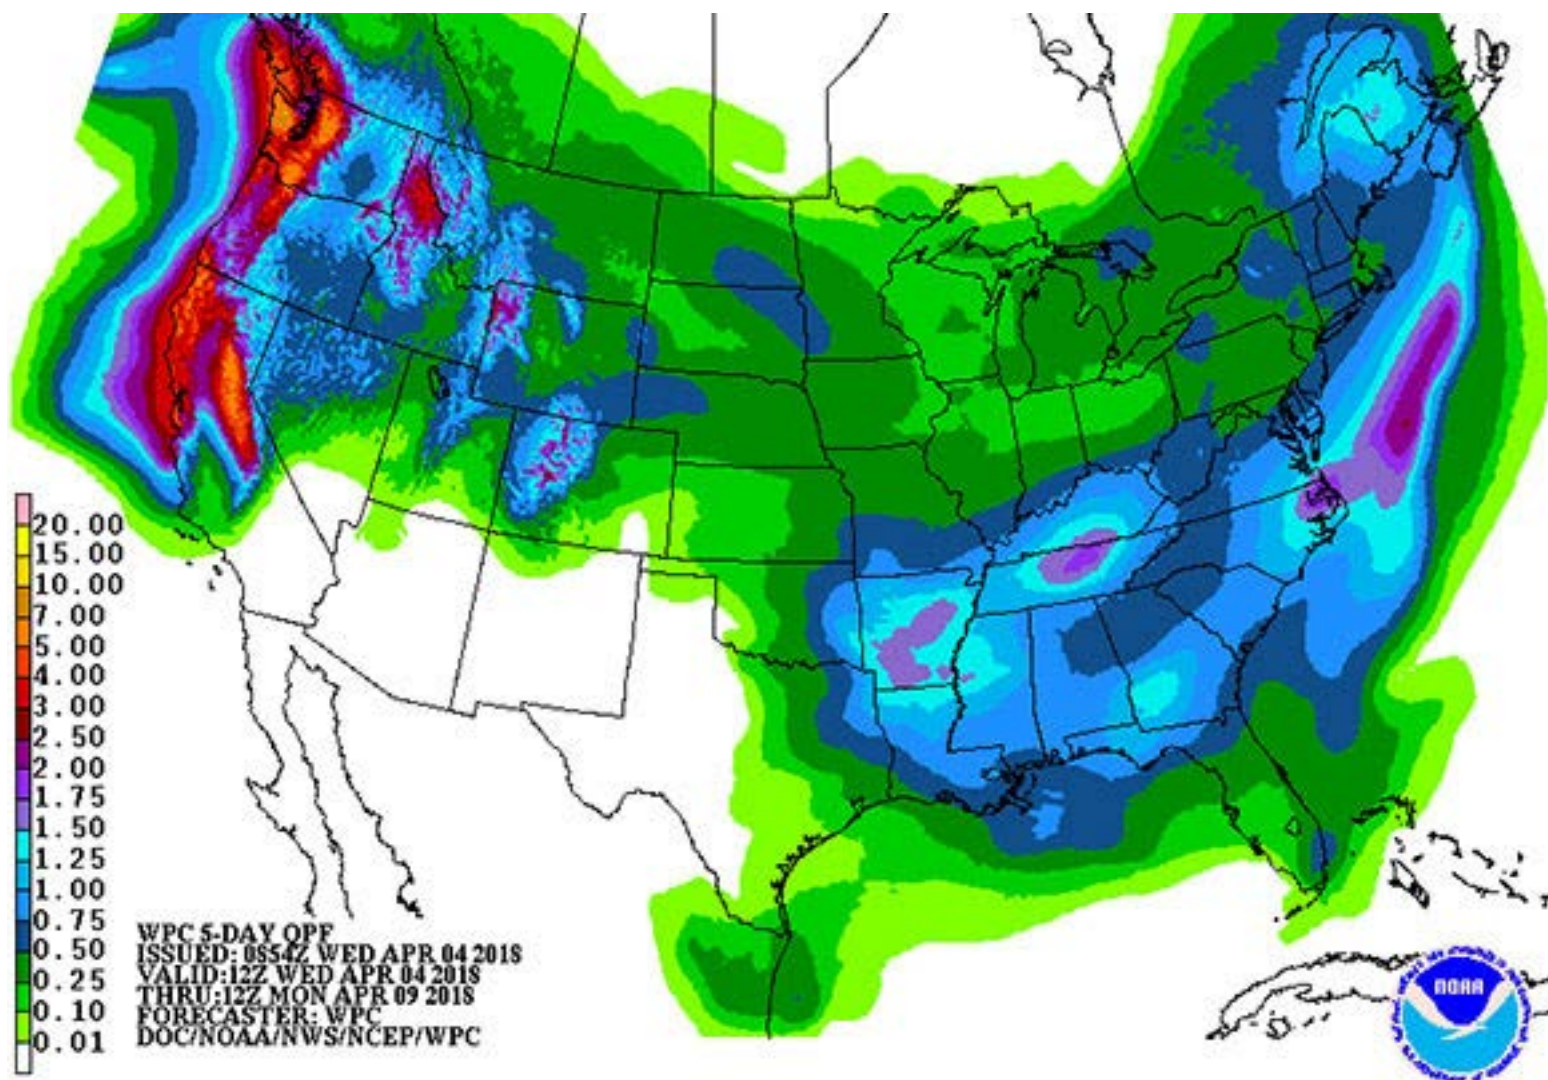 20.00
15.00
10.00
7.00
5.00
4.00
3.00
2.50
2.00
1.75
1.50
1.25
1.00
0.75
0.50
0.25
0.10
0.01
WPC 5-DAY QPF
ISSUED: 0854Z WED APR 04 2018
VALID:12Z WED APR 04 2018
THRU:12Z MON APR 09 2018
FORECASTER: WPC
DOC/NOAA/NWS/NCEP/WPC
NOAA